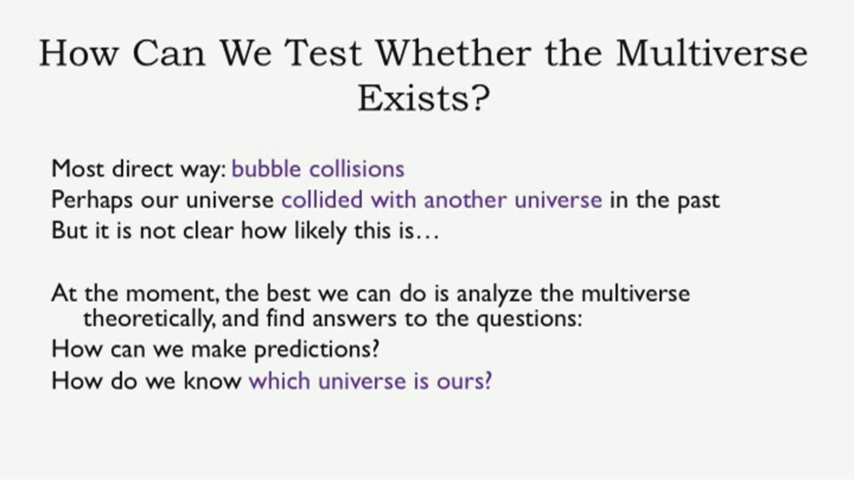 How Can We Test Whether the Multiverse
Exists?
Most direct way: bubble collisions
Perhaps our universe collided with another universe in the past
But it is not clear how likely this is…
At the moment, the best we can do is analyze the multiverse
theoretically, and find answers to the questions:
How can we make predictions?
How do we know which universe is ours?